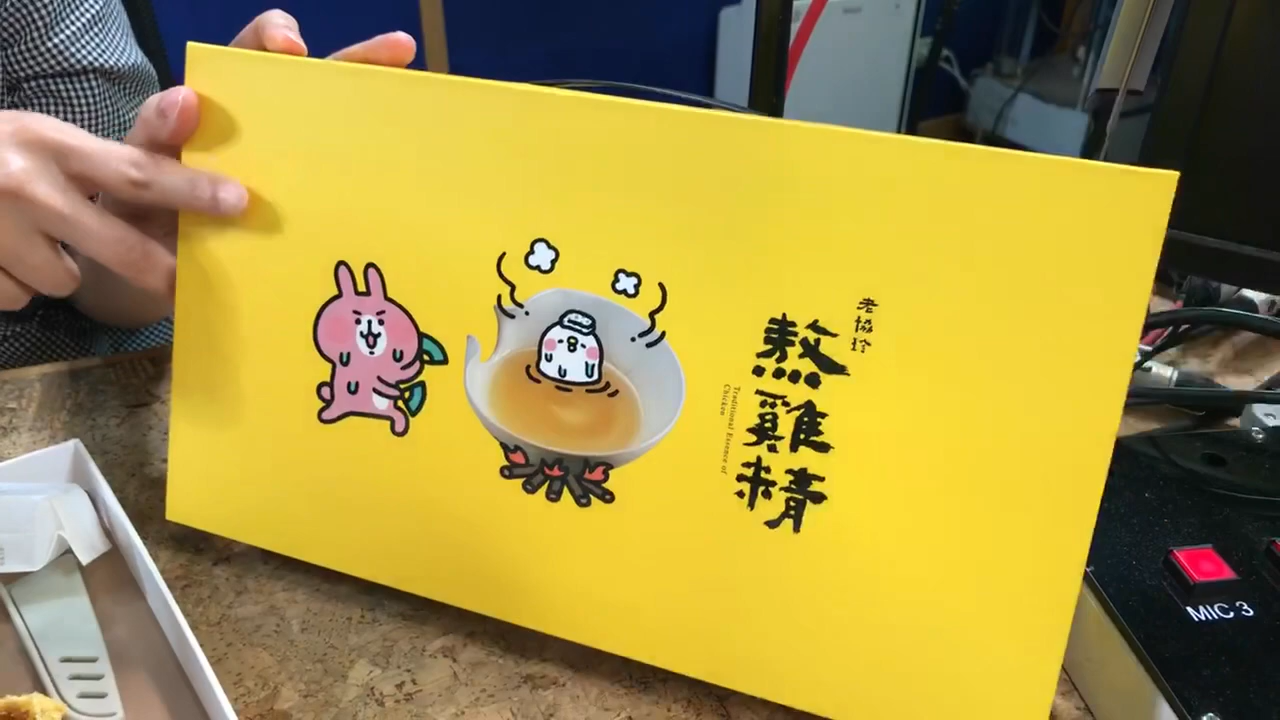 老協珍
熬雞精
Traditional Essence of
Chicken
MIC 3